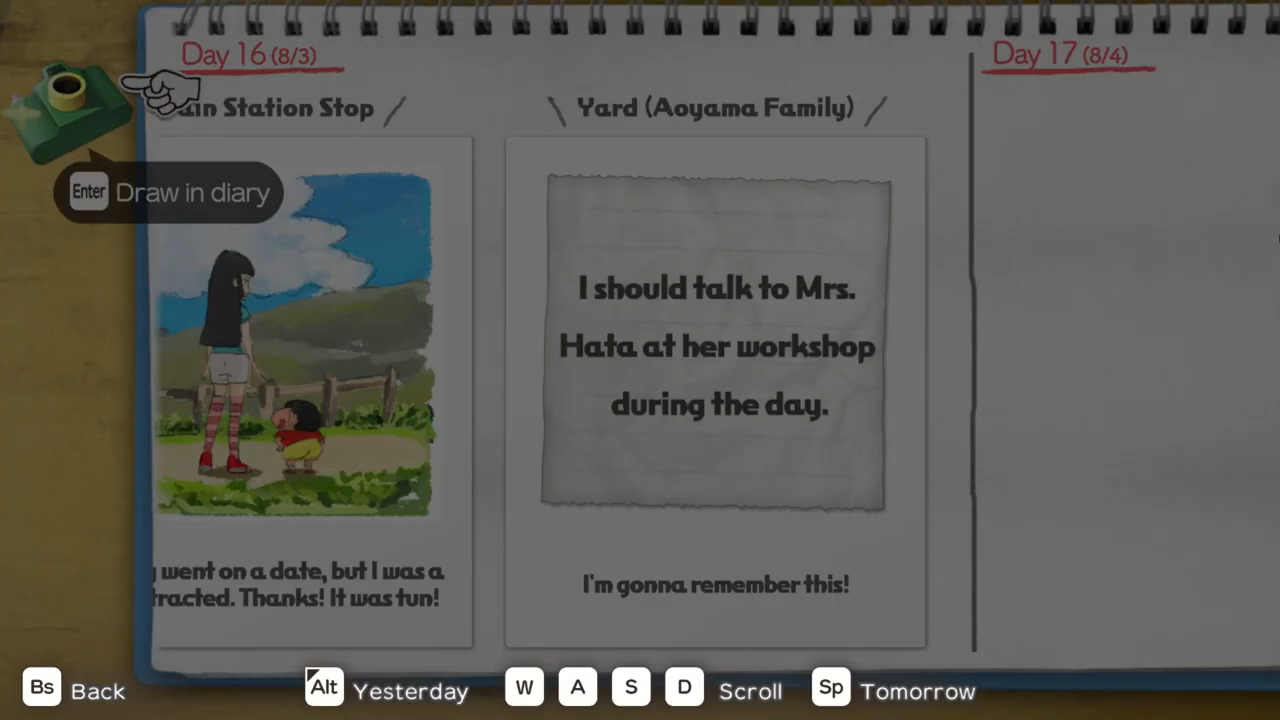 Day 16 (8/3)
Day 17 (8/4)
Station Stop
Yard (Aoyama Family)
Enter Draw in diary
I should talk to Mrs.
Hata at her workshop
during the day.
went on a date, but I was a
Thanks! It was fun!
I'm gonna remember this!
Bs Back
Alt Yesterday
W A S D Scroll
Sp Tomorrow